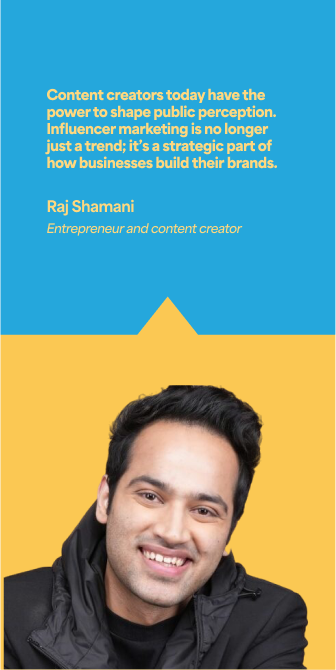 Content creators today have the
power to shape public perception.
Influencer marketing is no longer
just a trend; it's a strategic part of
how businesses build their brands.
Raj Shamani
Entrepreneur and content creator